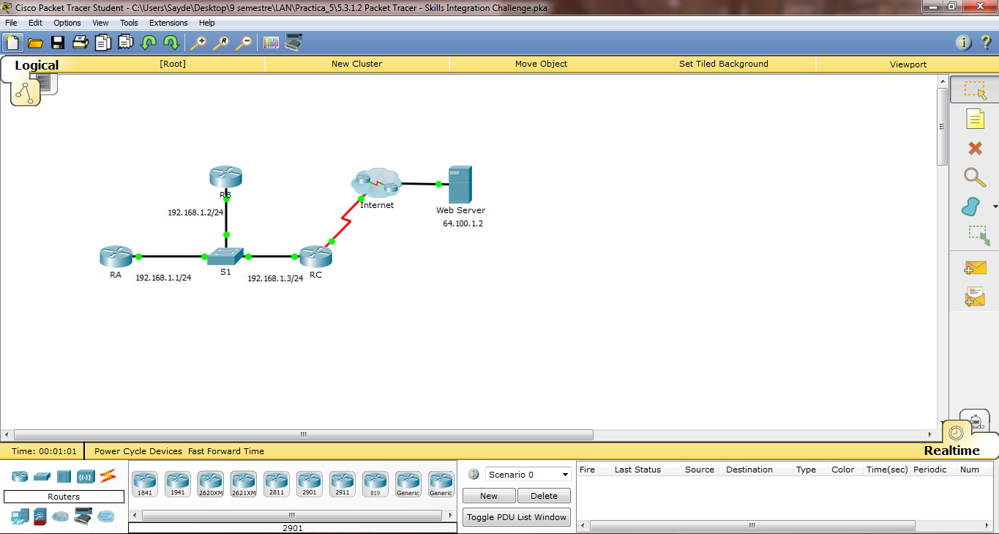 Cisco Packet Tracer Student - C:\Users\Sayde\Desktop\9 semestre\LAN\Practica_5\5.3.1.2 Packet Tracer - Skills Integration Challenge.pka
File Edit Options View Tools Extensions Help
Logical [Root] New Cluster Move Object Set Tiled Background Viewport
RB
Internet
192.168.1.2/24
Web Server
64.100.1.2
RA
S1
RC
192.168.1.1/24
192.168.1.3/24
Time: 00:01:01 Power Cycle Devices Fast Forward Time Realtime
Routers
1841 1941 2620XM 2621XM 2811 2901 2911 819 Generic Generic
2901
Scenario 0
New Delete
Toggle PDU List Window
Fire Last Status Source Destination Type Color Time(sec) Periodic Num